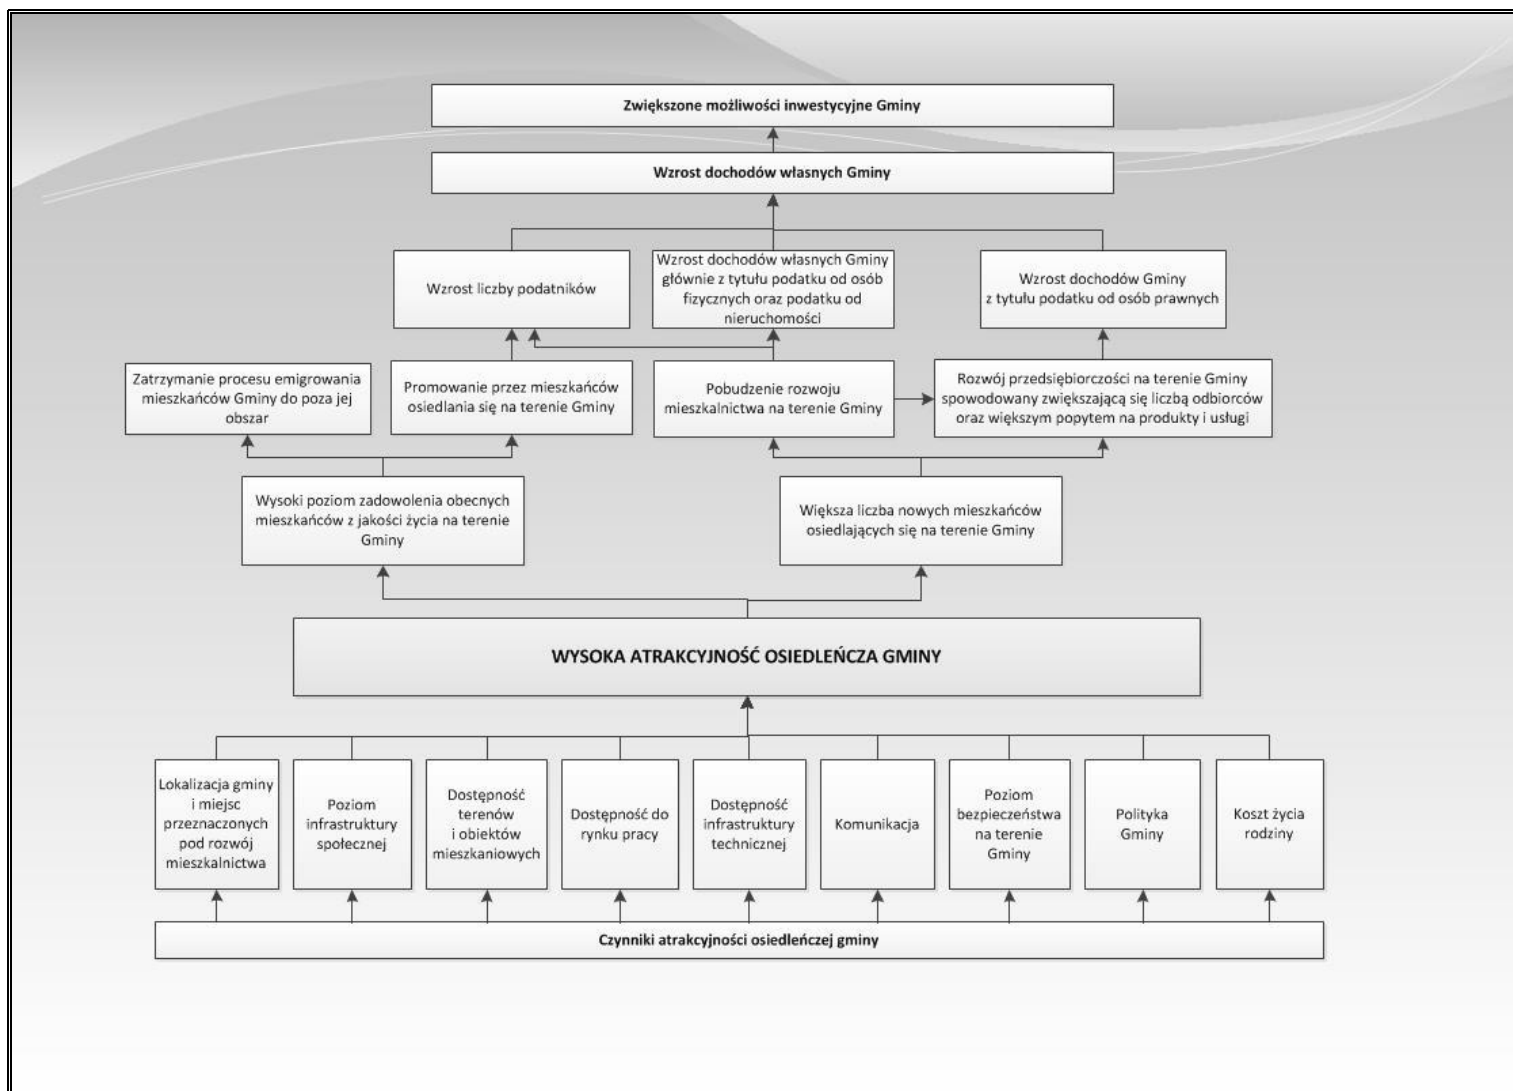 Zwiększone możliwości inwestycyjne Gminy
Wzrost dochodów własnych Gminy
Wzrost liczby podatników
Wzrost dochodów własnych Gminy
głównie z tytułu podatku od osób
fizycznych oraz podatku od
nieruchomości
Wzrost dochodów Gminy
z tytułu podatku od osób prawnych
Zatrzymanie procesu emigrowania
mieszkańców Gminy do poza jej
obszar
Promowanie przez mieszkańców
osiedlania się na terenie Gminy
Pobudzenie rozwoju
mieszkalnictwa na terenie Gminy
Rozwój przedsiębiorczości na terenie Gminy
spowodowany zwiększającą się liczbą odbiorców
oraz większym popytem na produkty i usługi
Wysoki poziom zadowolenia obecnych
mieszkańców z jakości życia na terenie
Gminy
Większa liczba nowych mieszkańców
osiedlających się na terenie Gminy
WYSOKA ATRAKCYJNOŚĆ OSIEDLEŃCZA GMINY
Lokalizacja gminy
i miejsc
przeznaczonych
pod rozwój
mieszkalnictwa
Poziom
infrastruktury
społecznej
Dostępność
terenów
i obiektów
mieszkaniowych
Dostępność do
rynku pracy
Dostępność
infrastruktury
technicznej
Komunikacja
Poziom
bezpieczeństwa
na terenie
Gminy
Polityka
Gminy
Koszt życia
rodziny
Czynniki atrakcyjności osiedleńczej gminy